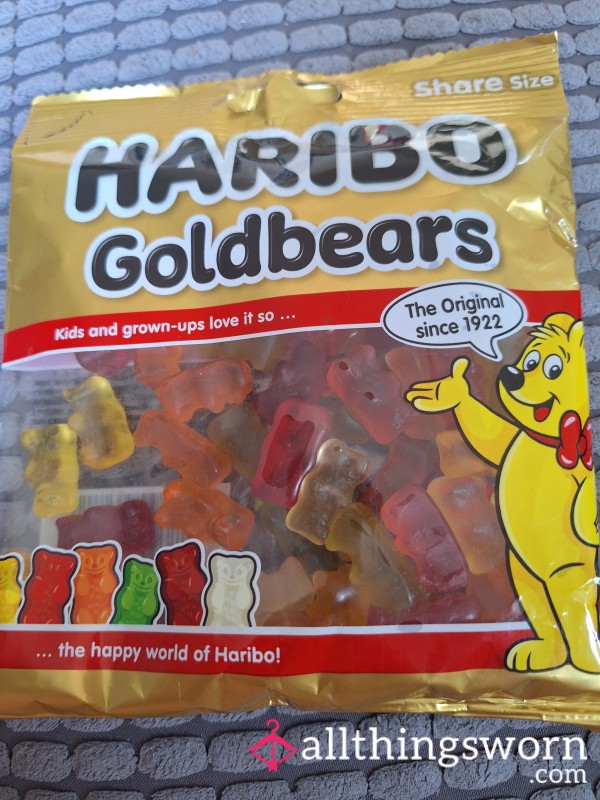 Share Size
HARIBO
Goldbears
Kids and grown-ups love it so ...
The Original
since 1922
... the happy world of Haribo!
allthingsworn
.com